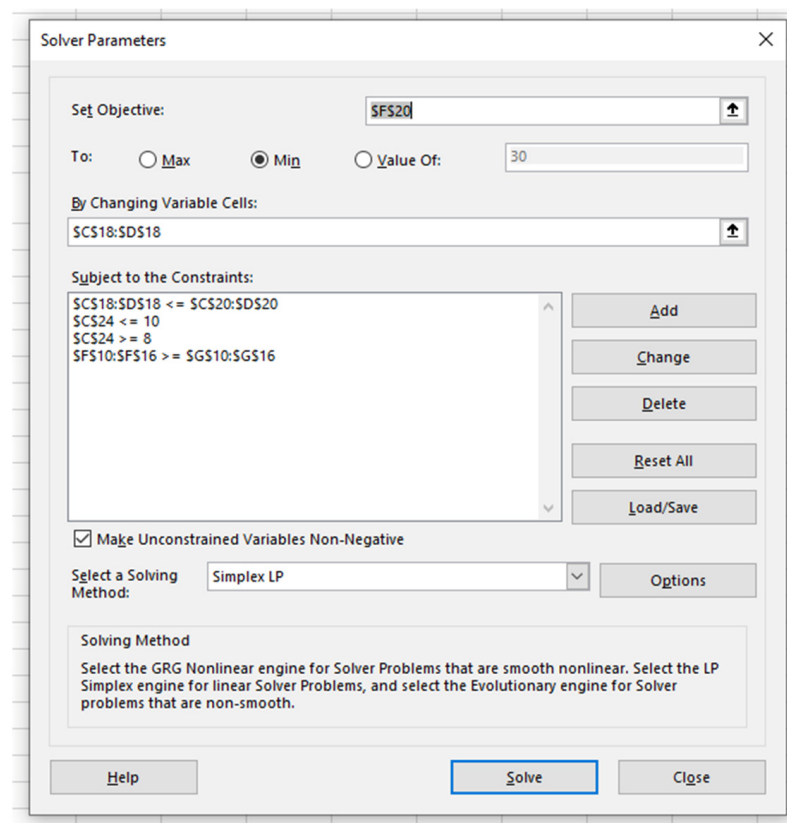 Solver Parameters
Set Objective:
$F$20
To:
Max
Min
Value Of:
30
By Changing Variable Cells:
$C$18:$D$18
Subject to the Constraints:
$C$18:$D$18 <= $C$20:$D$20
$C$24 <= 10
$C$24 >= 8
$F$10:$F$16 >= $G$10:$G$16
Add
Change
Delete
Reset All
Load/Save
Make Unconstrained Variables Non-Negative
Select a Solving
Method:
Simplex LP
Options
Solving Method
Select the GRG Nonlinear engine for Solver Problems that are smooth nonlinear. Select the LP
Simplex engine for linear Solver Problems, and select the Evolutionary engine for Solver
problems that are non-smooth.
Help
Solve
Close